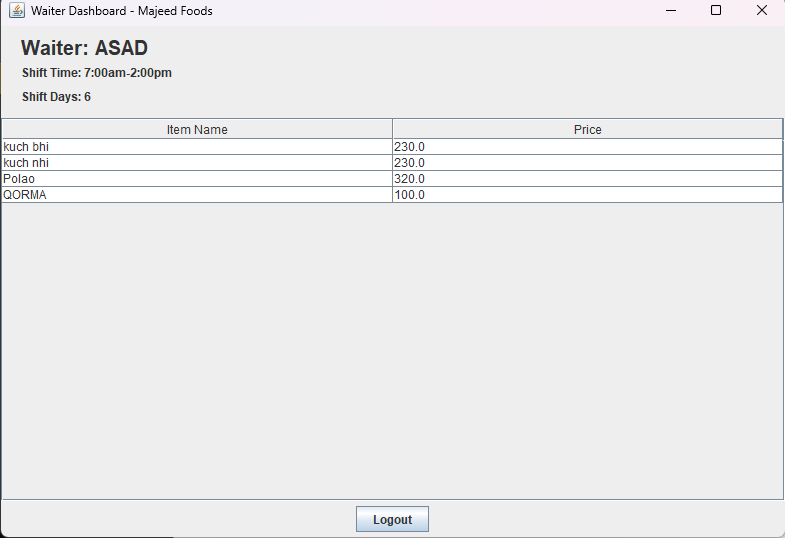 Waiter Dashboard - Majeed Foods
Waiter: ASAD
Shift Time: 7:00am-2:00pm
Shift Days: 6
Item Name Price
kuch bhi 230.0
kuch nhi 230.0
Polao 320.0
QORMA 100.0
Logout